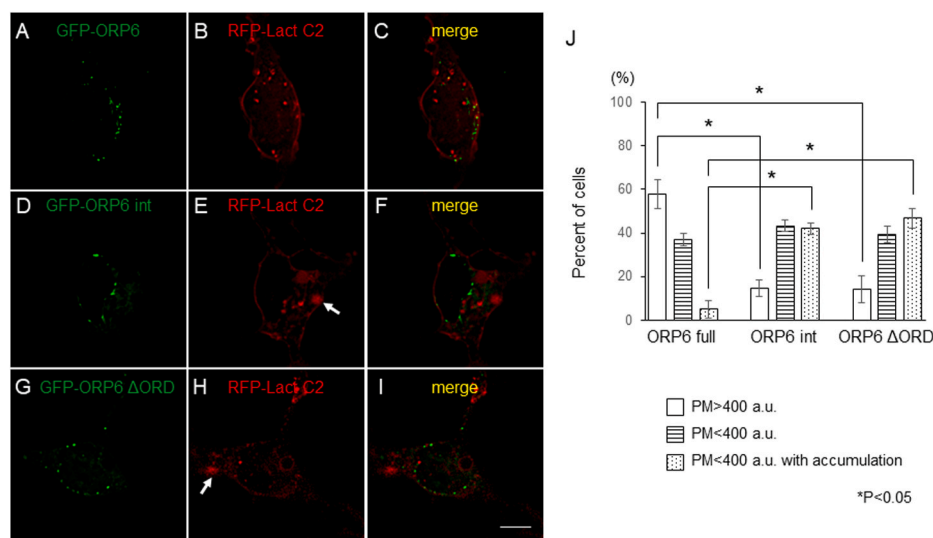 A GFP-ORP6
B RFP-Lact C2
C merge
D GFP-ORP6 int
E RFP-Lact C2
F merge
G GFP-ORP6 ΔORD
H RFP-Lact C2
I merge
J
(%)
100
80
60
40
20
0
Percent of cells
*
*
*
*
ORP6 full ORP6 int ORP6 ΔORD
PM>400 a.u.
PM<400 a.u.
PM<400 a.u. with accumulation
*P<0.05